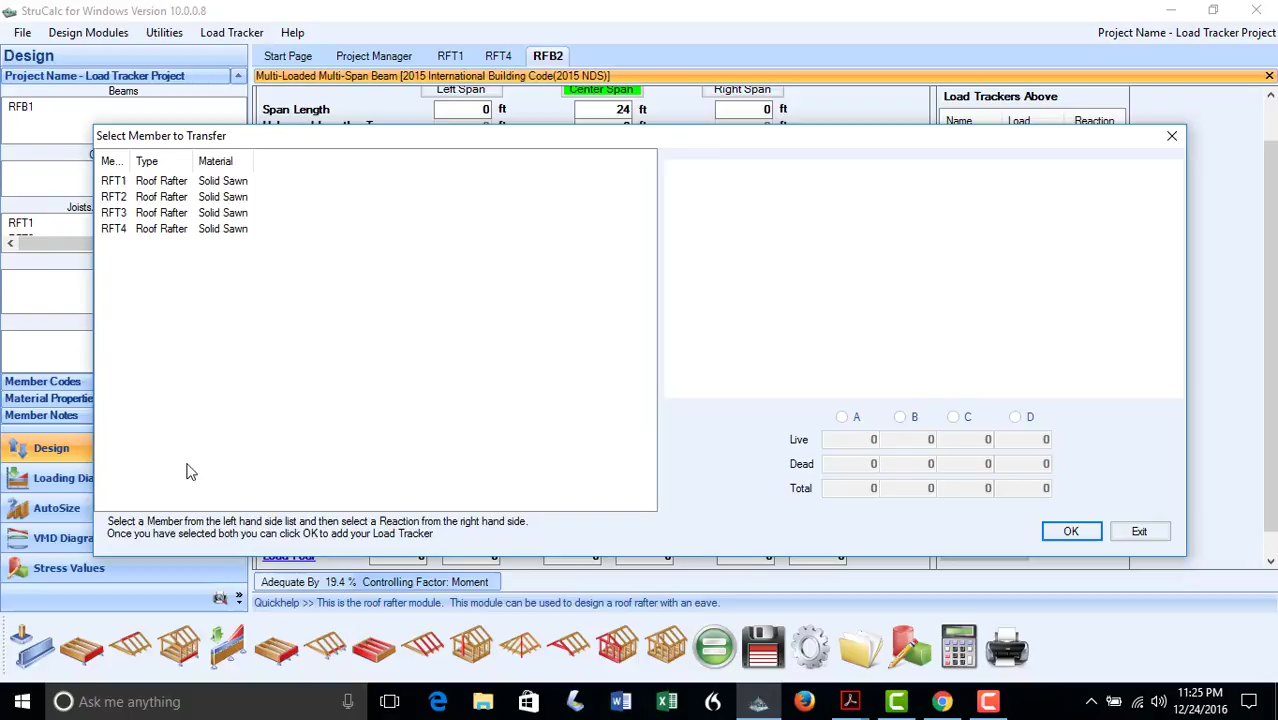 StruCalc for Windows Version 10.0.0.8
File Design Modules Utilities Load Tracker Help
Project Name - Load Tracker Project
Design
Start Page Project Manager RFT1 RFT4 RFB2
Project Name - Load Tracker Project
Multi-Loaded Multi-Span Beam [2015 International Building Code(2015 NDS)]
Beams
Left Span Center Span Right Span
Load Trackers Above
RFB1
Span Length 0 ft 24 ft 0 ft
Name Load Reaction
Select Member to Transfer
Me... Type Material
RFT1 Roof Rafter Solid Sawn
RFT2 Roof Rafter Solid Sawn
RFT3 Roof Rafter Solid Sawn
RFT4 Roof Rafter Solid Sawn
Joists.
RFT1
Member Codes
Material Propertie
Member Notes
Design
Loading Dia
AutoSize
VMD Diagra
Stress Values
A B C D
Live 0 0 0 0
Dead 0 0 0 0
Total 0 0 0 0
Select a Member from the left hand side list and then select a Reaction from the right hand side.
Once you have selected both you can click OK to add your Load Tracker
OK Exit
Load Four
Adequate By 19.4 % Controlling Factor: Moment
Quickhelp >> This is the roof rafter module. This module can be used to design a roof rafter with an eave.
Ask me anything
11:25 PM
12/24/2016